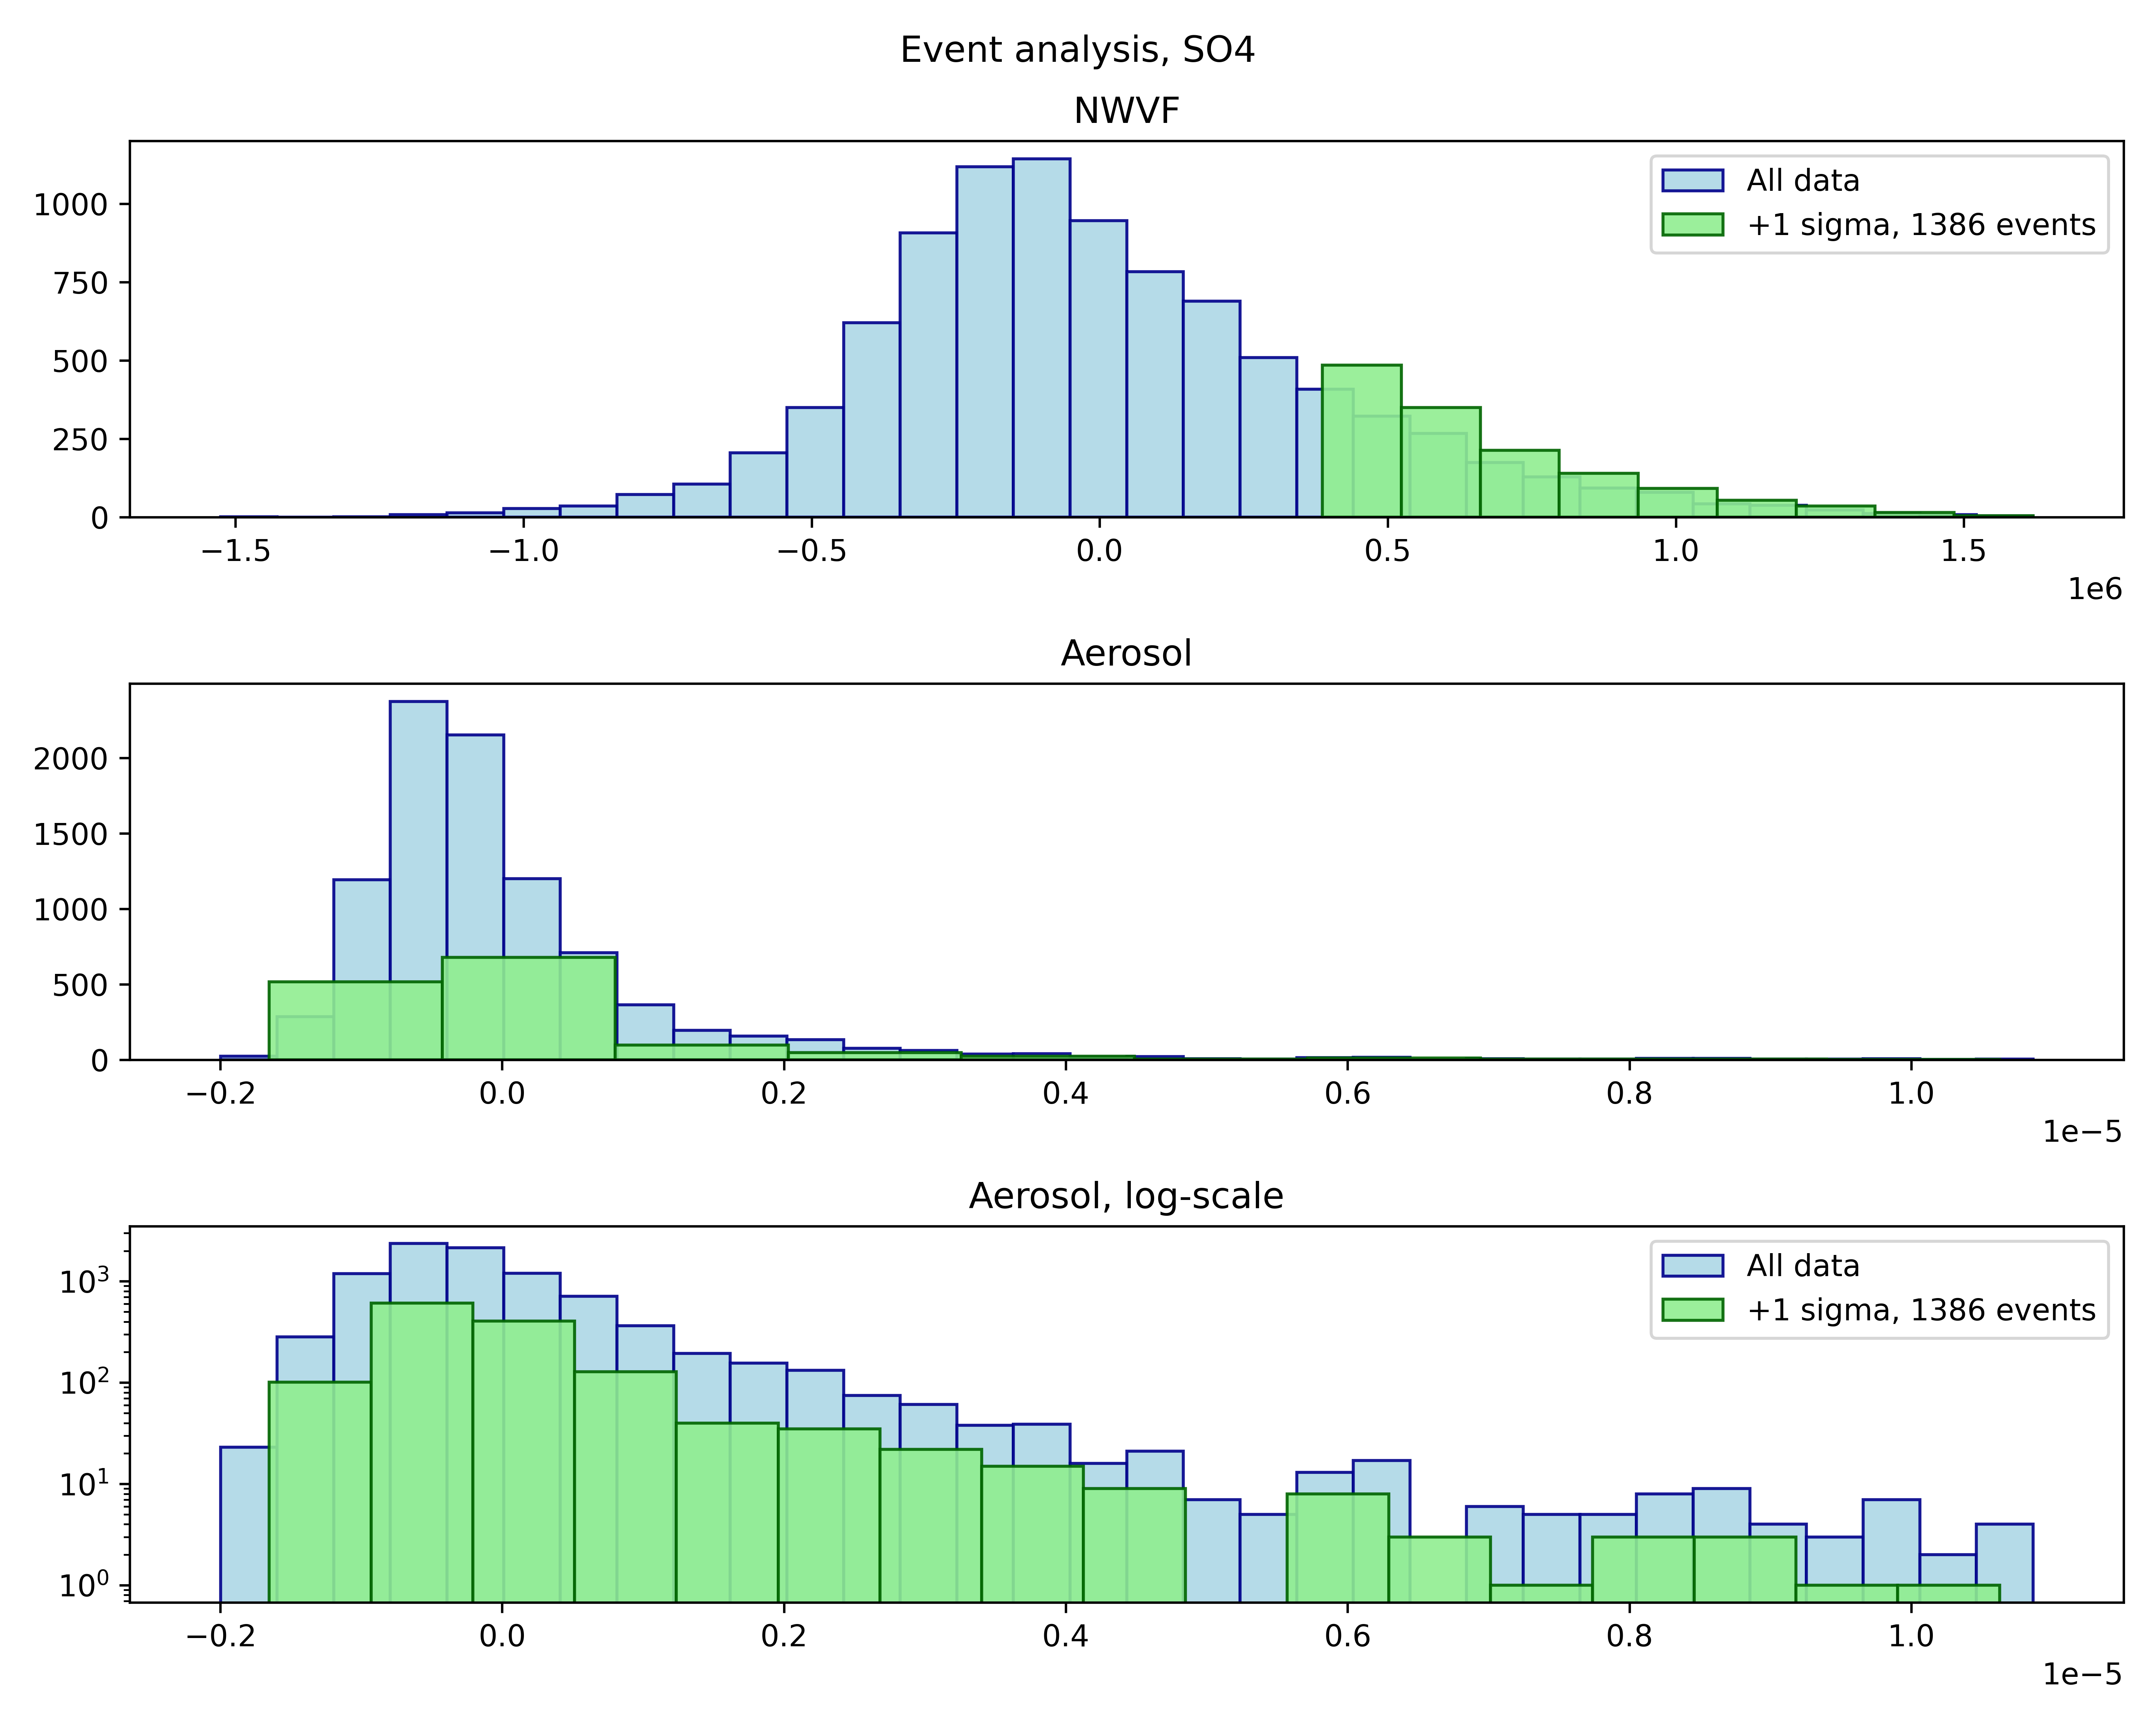 Event analysis, SO4
NWVF
1000
750
500
250
0
All data
+1 sigma, 1386 events
−1.5 −1.0 −0.5 0.0 0.5 1.0 1.5
1e6
Aerosol
2000
1500
1000
500
0
−0.2 0.0 0.2 0.4 0.6 0.8 1.0
1e−5
Aerosol, log-scale
10³
10²
10¹
10⁰
All data
+1 sigma, 1386 events
−0.2 0.0 0.2 0.4 0.6 0.8 1.0
1e−5